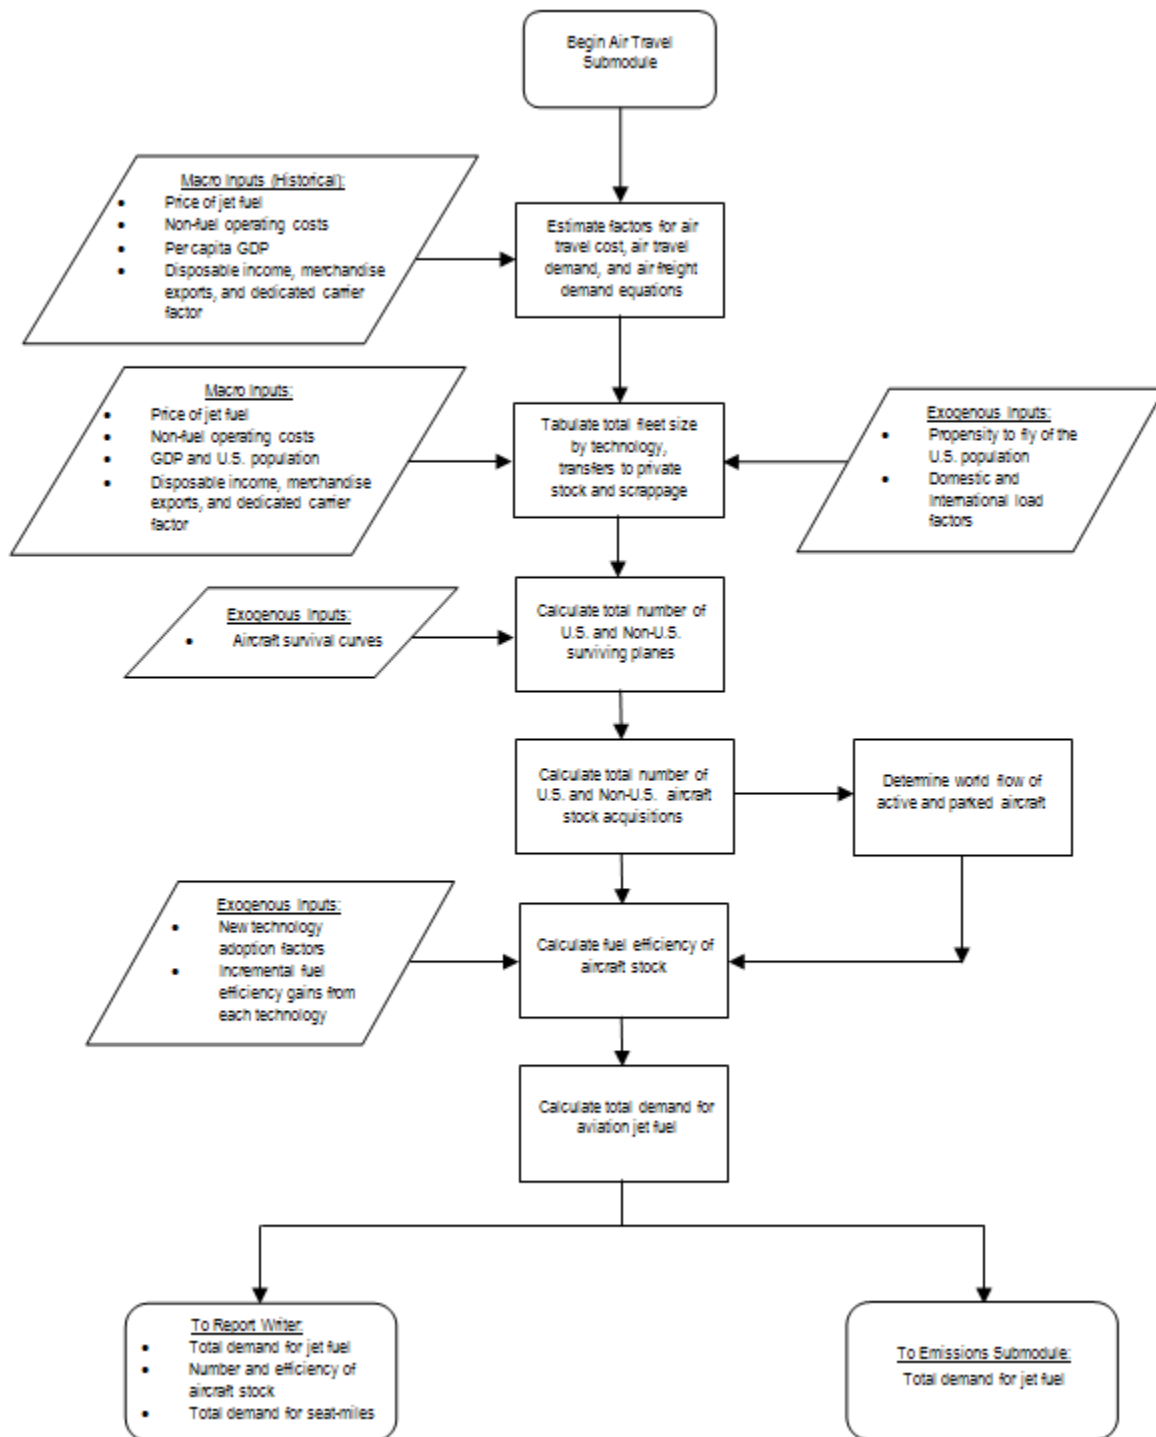 Begin Air Travel
Submodule
Macro Inputs (Historical):
• Price of jet fuel
• Non-fuel operating costs
• Per capita GDP
• Disposable income, merchandise
exports, and dedicated carrier
factor
Estimate factors for air
travel cost, air travel
demand, and air freight
demand equations
Macro Inputs:
• Price of jet fuel
• Non-fuel operating costs
• GDP and U.S. population
• Disposable income, merchandise
exports, and dedicated carrier
factor
Tabulate total fleet size
by technology,
transfers to private
stock and scrappage
Exogenous Inputs:
• Propensity to fly of the
U.S. population
• Domestic and
International load
factors
Exogenous Inputs:
• Aircraft survival curves
Calculate total number of
U.S. and Non-U.S.
surviving planes
Calculate total number of
U.S. and Non-U.S. aircraft
stock acquisitions
Determine world flow of
active and parked aircraft
Exogenous Inputs:
• New technology
adoption factors
• Incremental fuel
efficiency gains from
each technology
Calculate fuel efficiency of
aircraft stock
Calculate total demand for
aviation jet fuel
To Report Writer:
• Total demand for jet fuel
• Number and efficiency of
aircraft stock
• Total demand for seat-miles
To Emissions Submodule:
Total demand for jet fuel